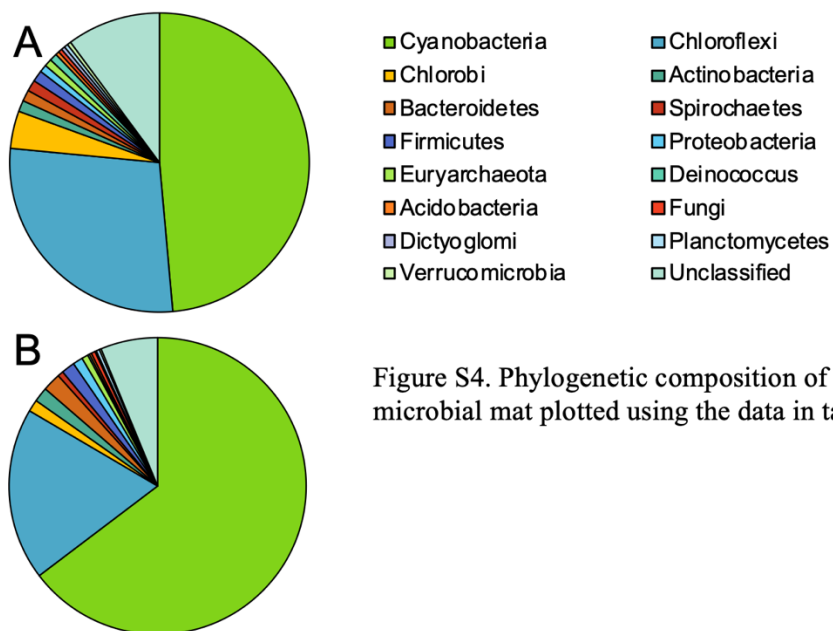 A
Cyanobacteria Chloroflexi
Chlorobi Actinobacteria
Bacteroidetes Spirochaetes
Firmicutes Proteobacteria
Euryarchaeota Deinococcus
Acidobacteria Fungi
Dictyoglomi Planctomycetes
Verrucomicrobia Unclassified
B
Figure S4. Phylogenetic composition of
microbial mat plotted using the data in